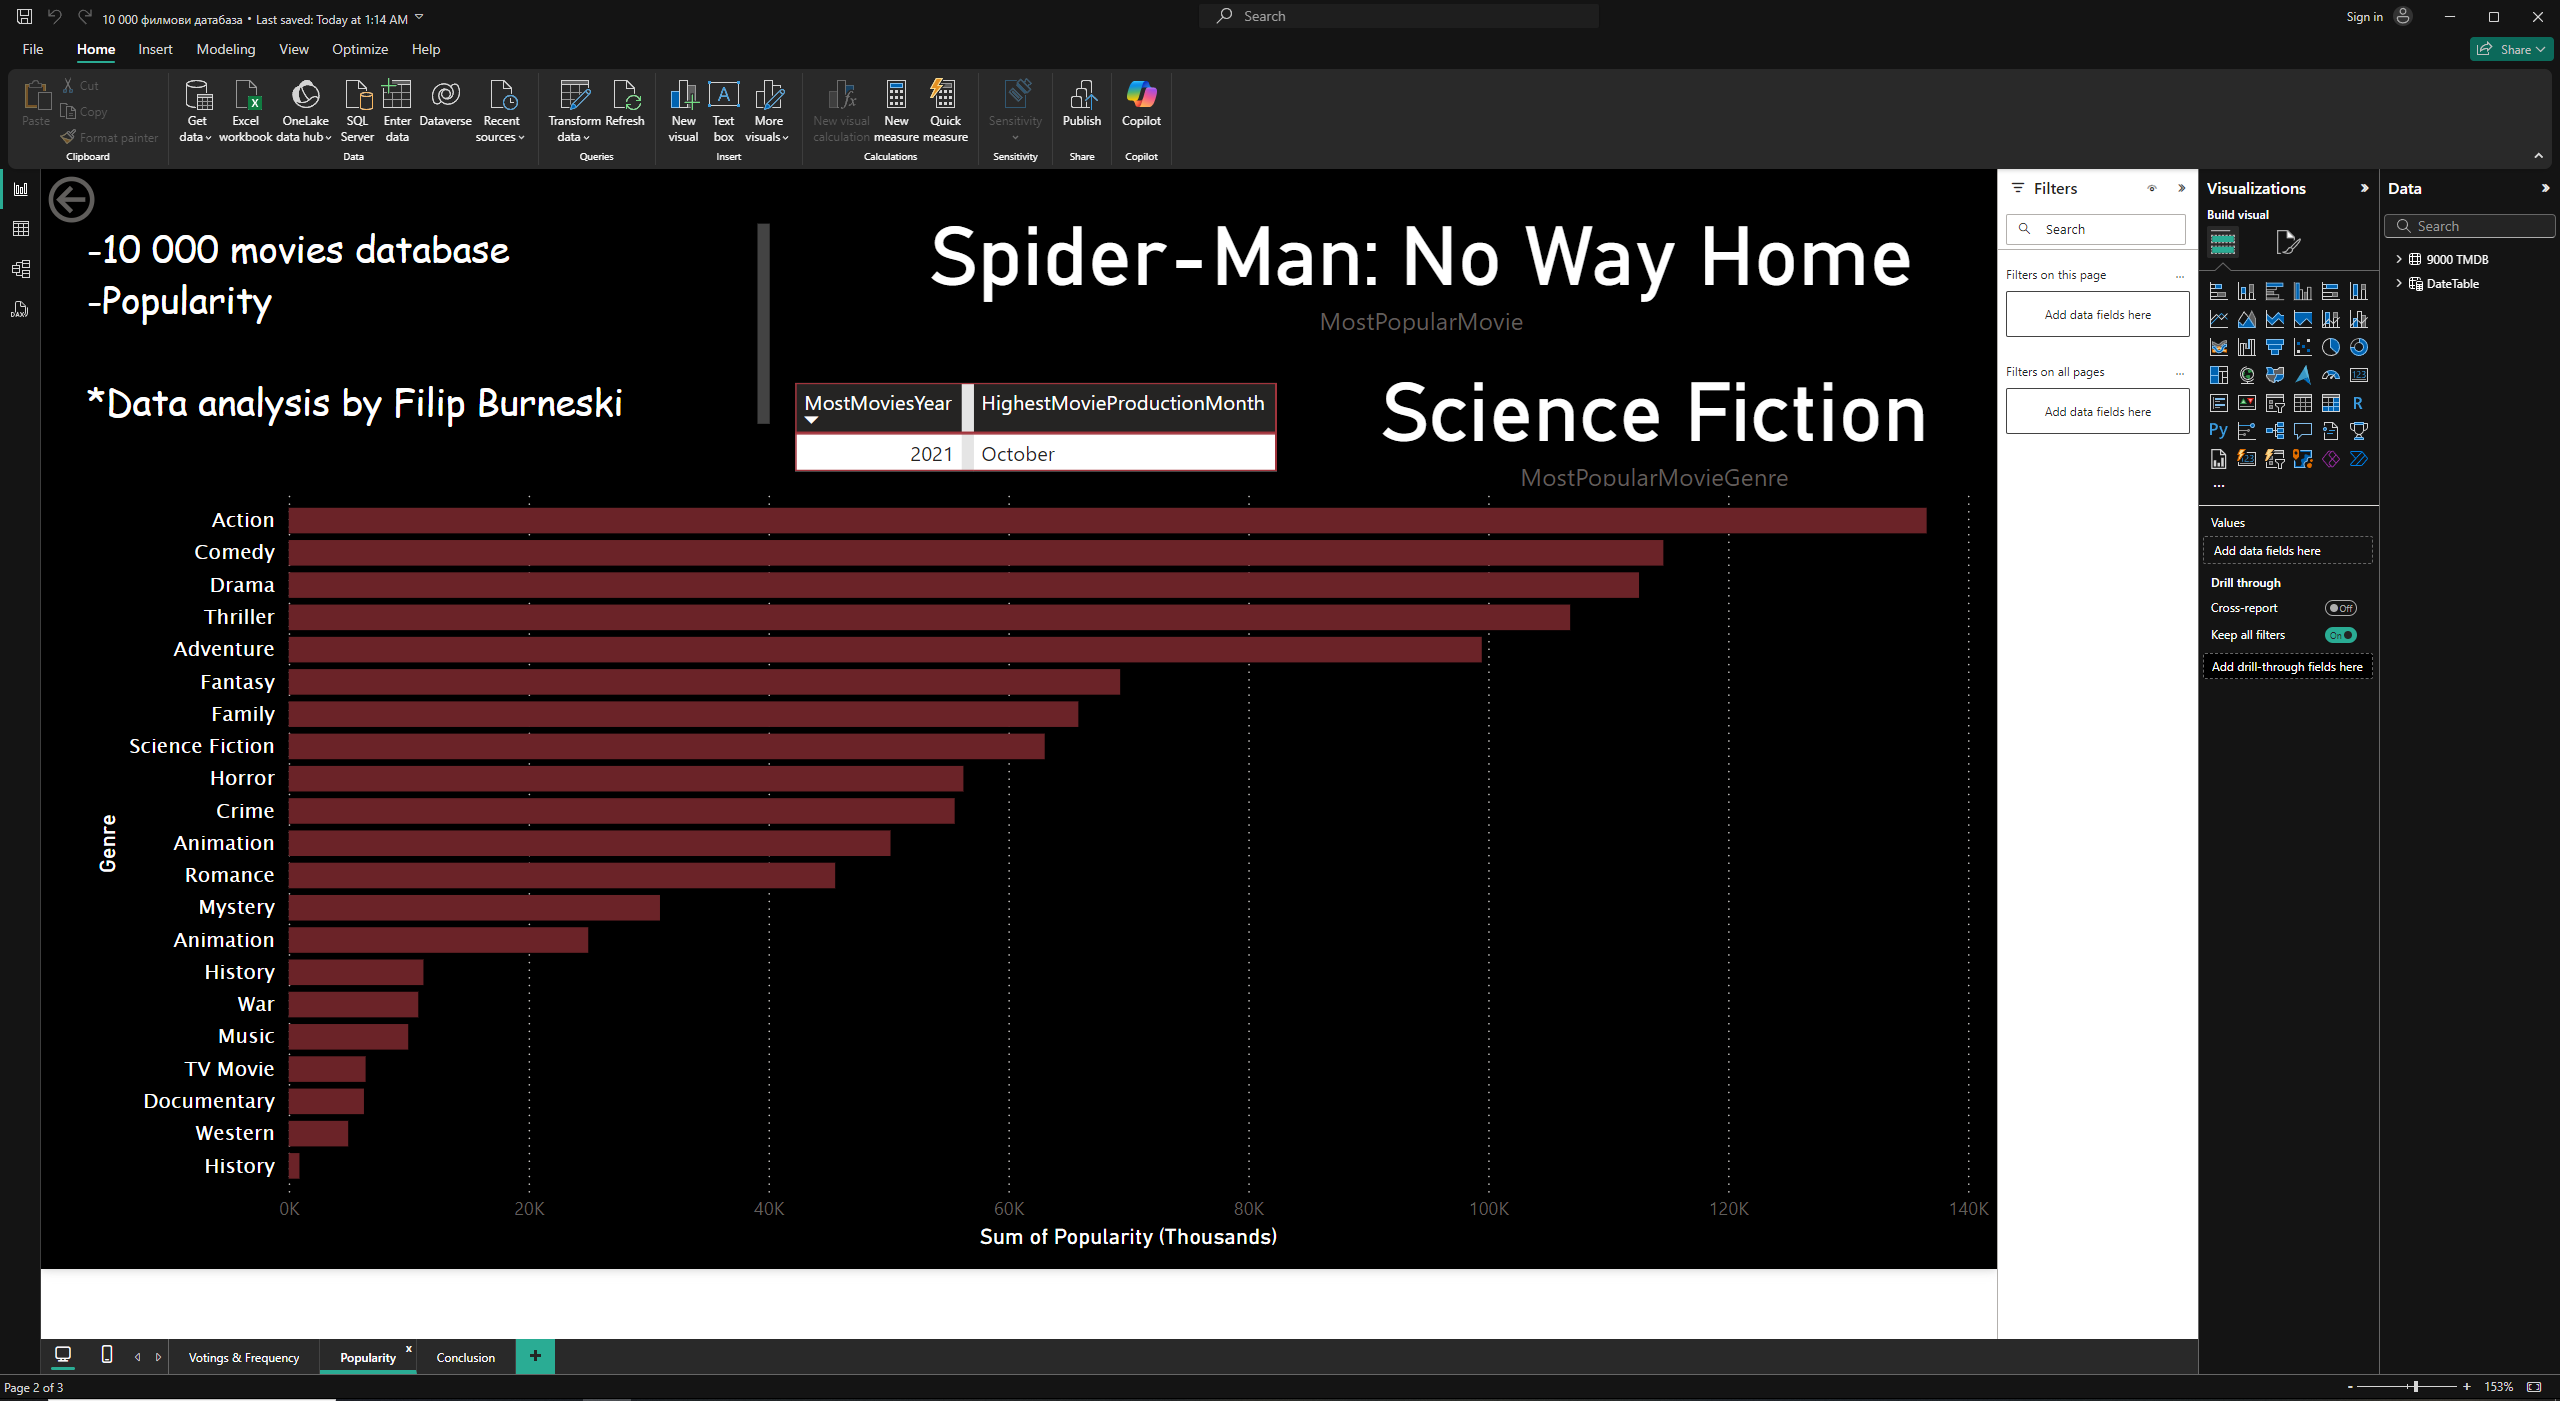 10 000 филмови датабаза • Last saved: Today at 1:14 AM
Search
Sign in
File
Home
Insert
Modeling
View
Optimize
Help
Share
Paste
Cut
Copy
Format painter
Clipboard
Get data
Excel workbook
OneLake data hub
SQL Server
Enter data
Dataverse
Recent sources
Data
Transform data
Refresh
Queries
New visual
Text box
More visuals
Insert
New visual calculation
New measure
Quick measure
Calculations
Sensitivity
Sensitivity
Publish
Share
Copilot
Copilot
-10 000 movies database
-Popularity
*Data analysis by Filip Burneski
Spider-Man: No Way Home
MostPopularMovie
MostMoviesYear HighestMovieProductionMonth
2021 October
Science Fiction
MostPopularMovieGenre
Genre
Action
Comedy
Drama
Thriller
Adventure
Fantasy
Family
Science Fiction
Horror
Crime
Animation
Romance
Mystery
Animation
History
War
Music
TV Movie
Documentary
Western
History
0K 20K 40K 60K 80K 100K 120K 140K
Sum of Popularity (Thousands)
Filters
Search
Filters on this page
...
Add data fields here
Filters on all pages
...
Add data fields here
Visualizations
Build visual
123
R
Py
...
Values
Add data fields here
Drill through
Cross-report
Off
Keep all filters
On
Add drill-through fields here
Data
Search
9000 TMDB
DateTable
Votings & Frequency
Popularity
x
Conclusion
+
Page 2 of 3
- + 153%